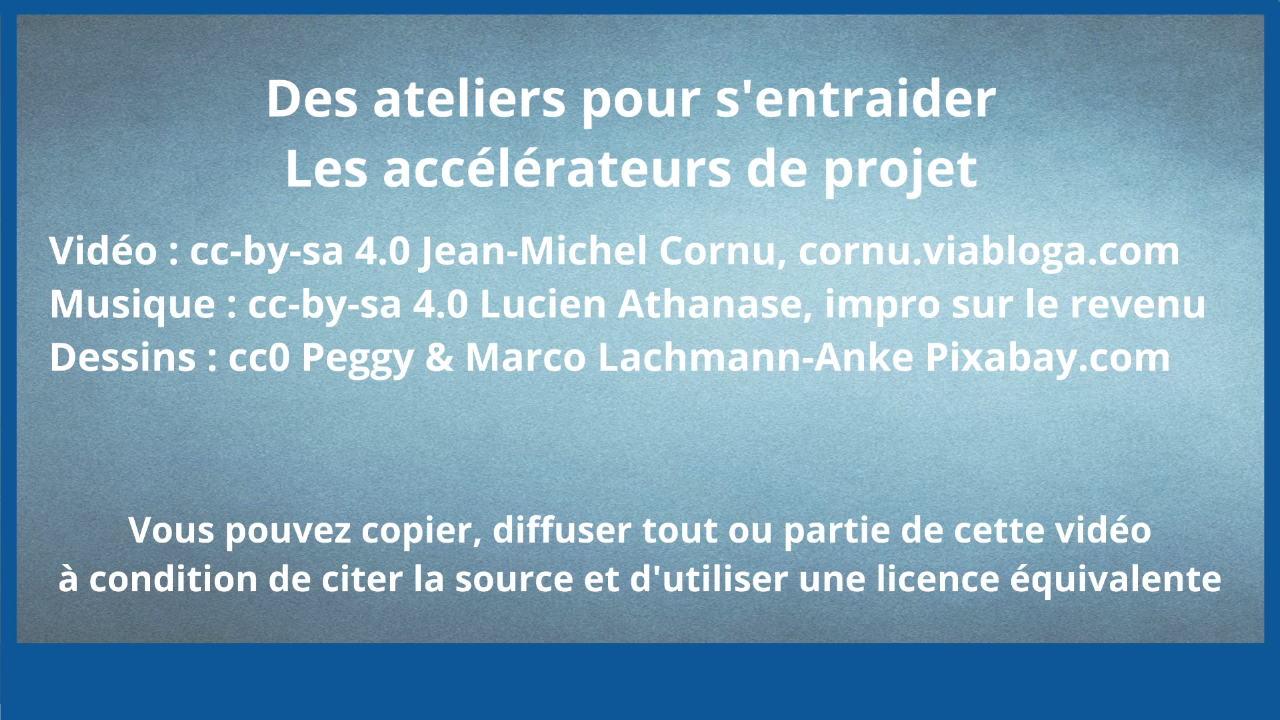 Des ateliers pour s'entraider
Les accélérateurs de projet
Vidéo : cc-by-sa 4.0 Jean-Michel Cornu, cornu.viabloga.com
Musique : cc-by-sa 4.0 Lucien Athanase, impro sur le revenu
Dessins : cc0 Peggy & Marco Lachmann-Anke Pixabay.com
Vous pouvez copier, diffuser tout ou partie de cette vidéo
à condition de citer la source et d'utiliser une licence équivalente